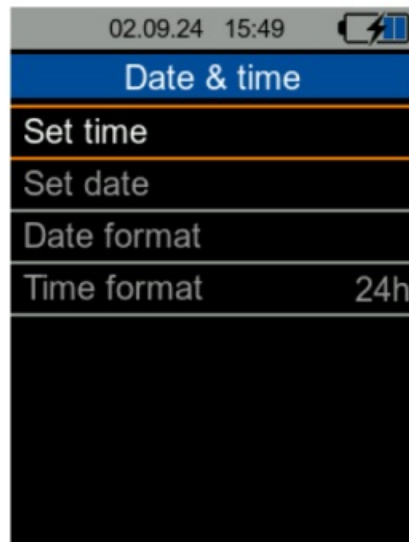 02.09.24 15:49
Date & time
Set time
Set date
Date format
Time format 24h